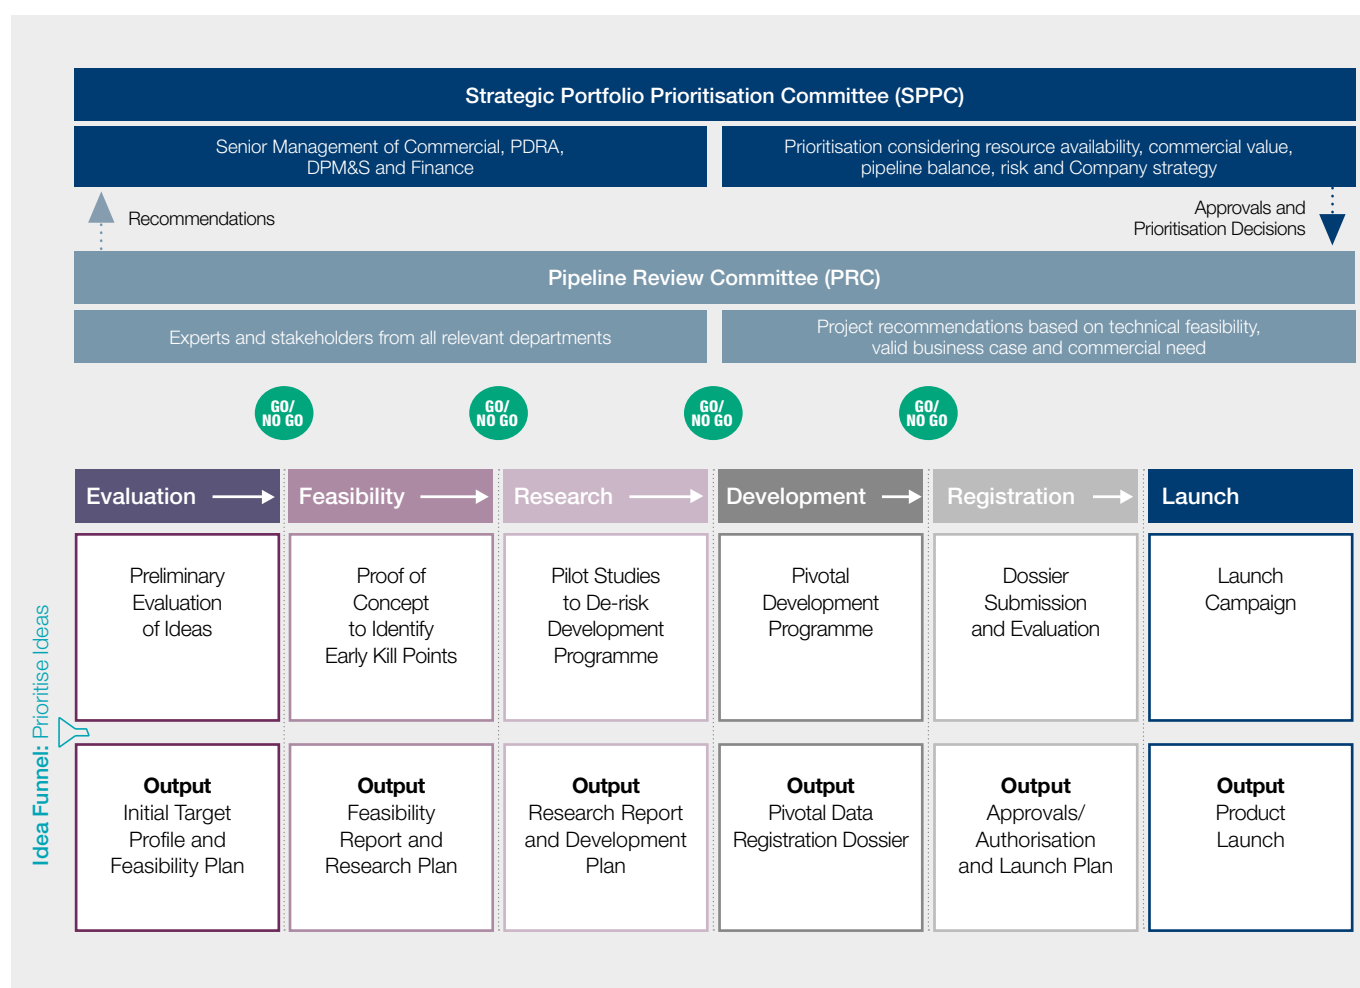 Strategic Portfolio Prioritisation Committee (SPPC)
Senior Management of Commercial, PDRA,
DPM&S and Finance
Prioritisation considering resource availability, commercial value,
pipeline balance, risk and Company strategy
Recommendations
Approvals and
Prioritisation Decisions
Pipeline Review Committee (PRC)
Experts and stakeholders from all relevant departments
Project recommendations based on technical feasibility,
valid business case and commercial need
GO/
NO GO
GO/
NO GO
GO/
NO GO
GO/
NO GO
Idea Funnel: Prioritise Ideas
Evaluation
Feasibility
Research
Development
Registration
Launch
Preliminary
Evaluation
of Ideas
Proof of
Concept
to Identify
Early Kill Points
Pilot Studies
to De-risk
Development
Programme
Pivotal
Development
Programme
Dossier
Submission
and Evaluation
Launch
Campaign
Output
Initial Target
Profile and
Feasibility Plan
Output
Feasibility
Report and
Research Plan
Output
Research Report
and Development
Plan
Output
Pivotal Data
Registration Dossier
Output
Approvals/
Authorisation
and Launch Plan
Output
Product
Launch